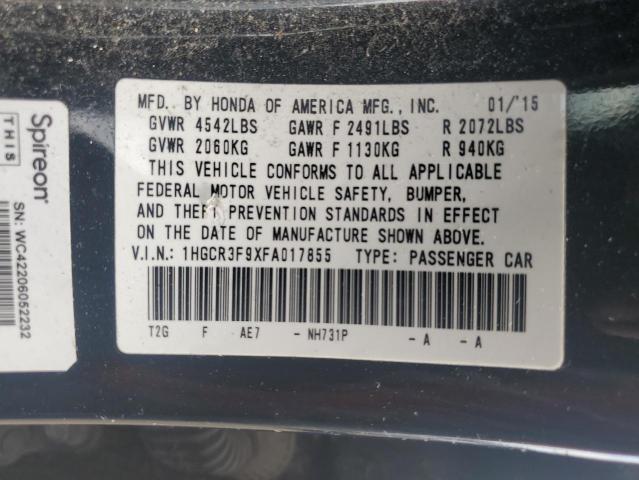 MFD. BY HONDA OF AMERICA MFG., INC. 01/'15
GVWR 4542LBS GAWR F 2491LBS R 2072LBS
GVWR 2060KG GAWR F 1130KG R 940KG
THIS VEHICLE CONFORMS TO ALL APPLICABLE
FEDERAL MOTOR VEHICLE SAFETY, BUMPER,
AND THEFT PREVENTION STANDARDS IN EFFECT
ON THE DATE OF MANUFACTURE SHOWN ABOVE.
V.I.N.: 1HGCR3F9XFA017855 TYPE: PASSENGER CAR
T2G F AE7 - NH731P - A - A
THIS
Spireon
SN: WC42206052232